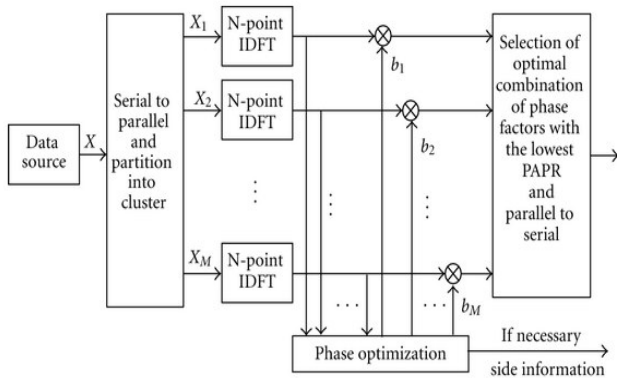 Data
source
X
Serial to
parallel
and
partition
into
cluster
X₁
N-point
IDFT
b₁
X₂
N-point
IDFT
b₂
X_M
N-point
IDFT
b_M
Phase optimization
Selection of
optimal
combination
of phase
factors with
the lowest
PAPR
and
parallel to
serial
If necessary
side information